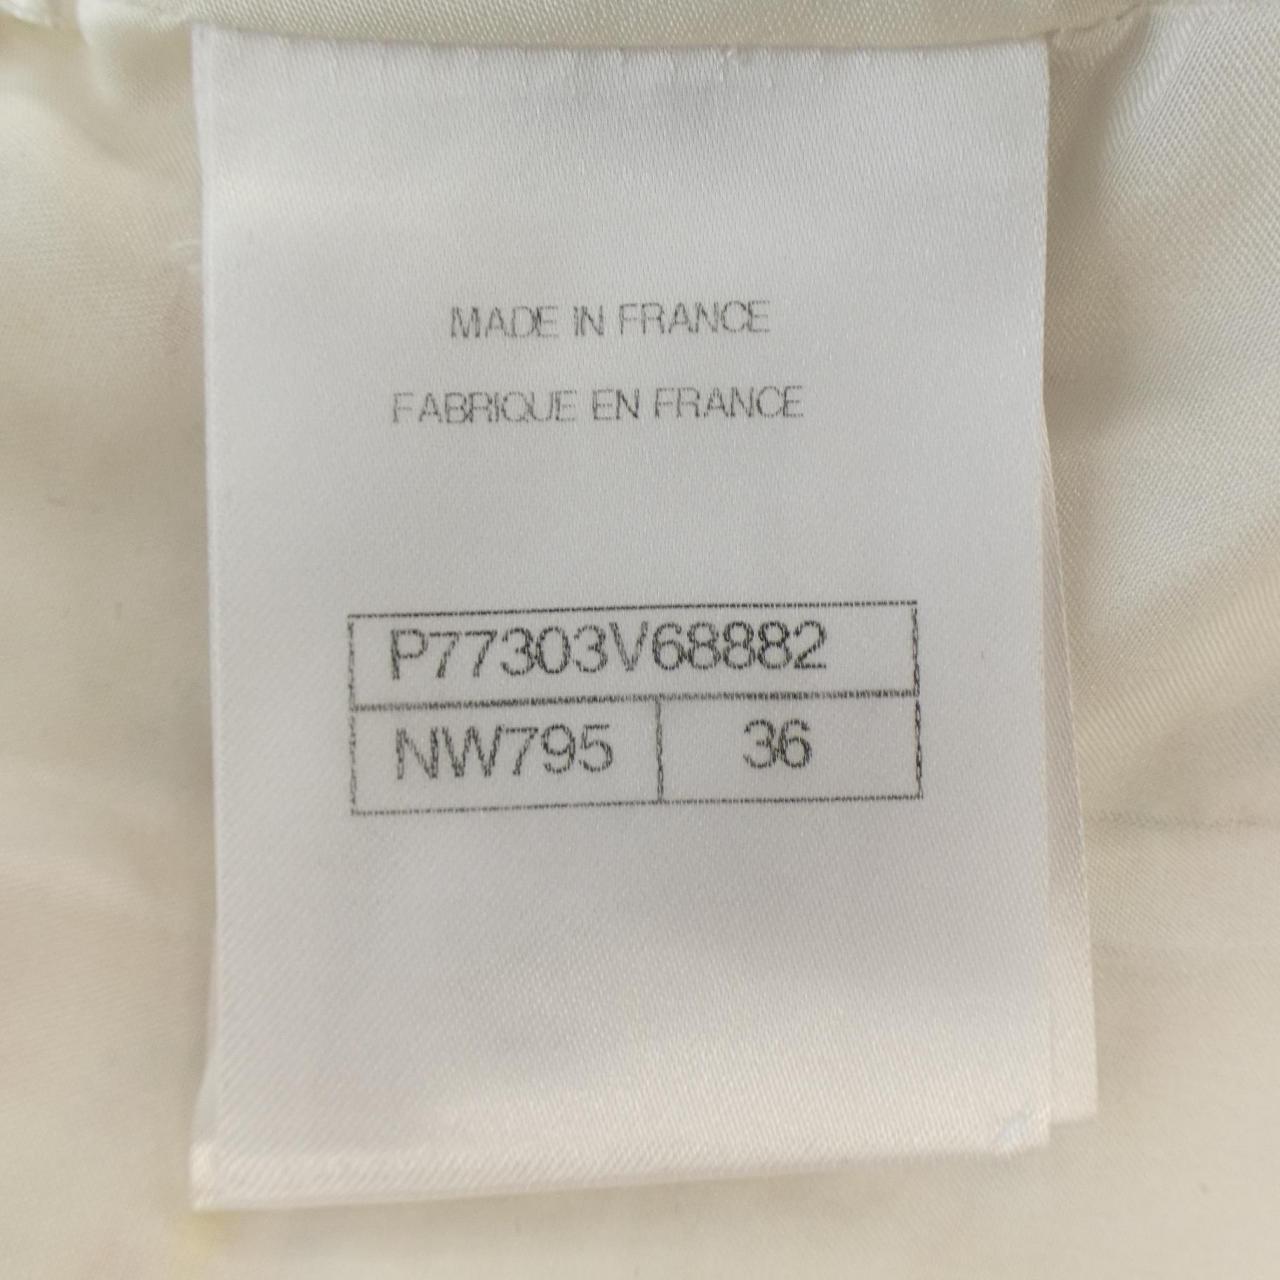 MADE IN FRANCE
FABRIQUE EN FRANCE
P77303V68882
NW795 36